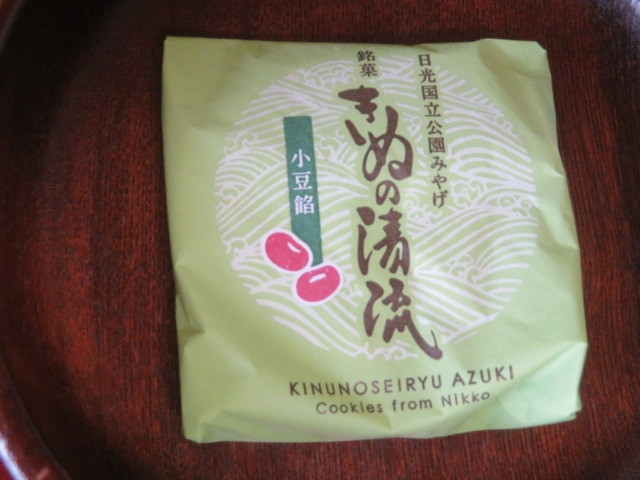 日光国立公園みやげ
銘菓
きぬの清流
小豆餡
KINUNOSEIRYU AZUKI
Cookies from Nikko